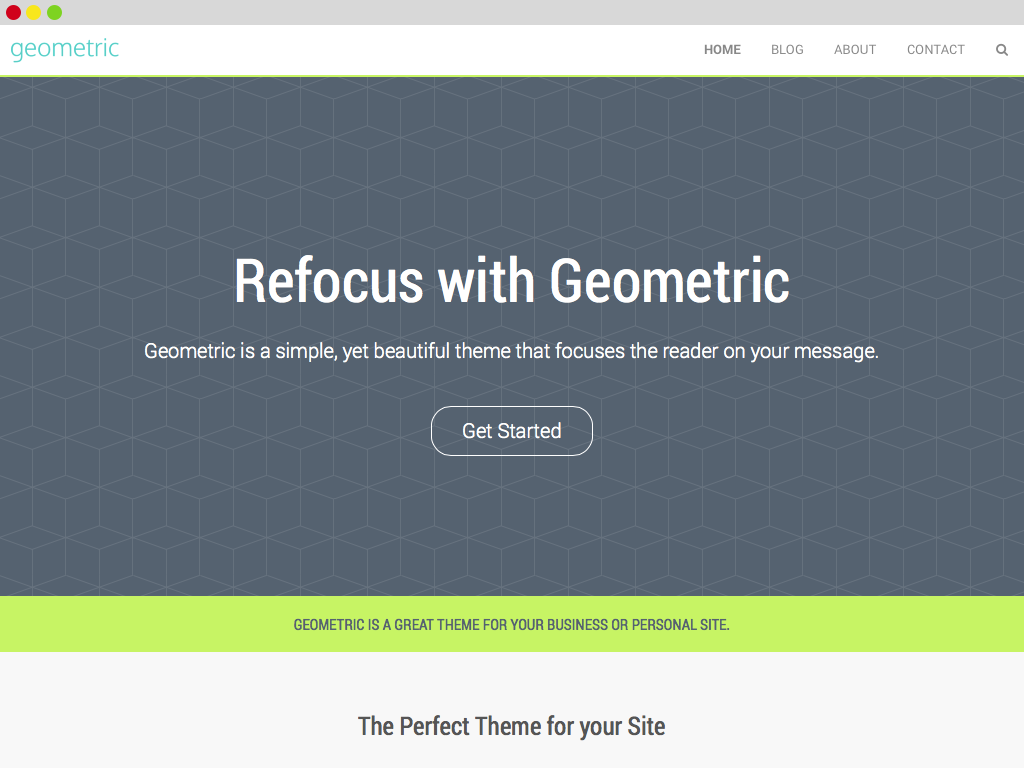 geometric
HOME BLOG ABOUT CONTACT
Refocus with Geometric
Geometric is a simple, yet beautiful theme that focuses the reader on your message.
Get Started
GEOMETRIC IS A GREAT THEME FOR YOUR BUSINESS OR PERSONAL SITE.
The Perfect Theme for your Site